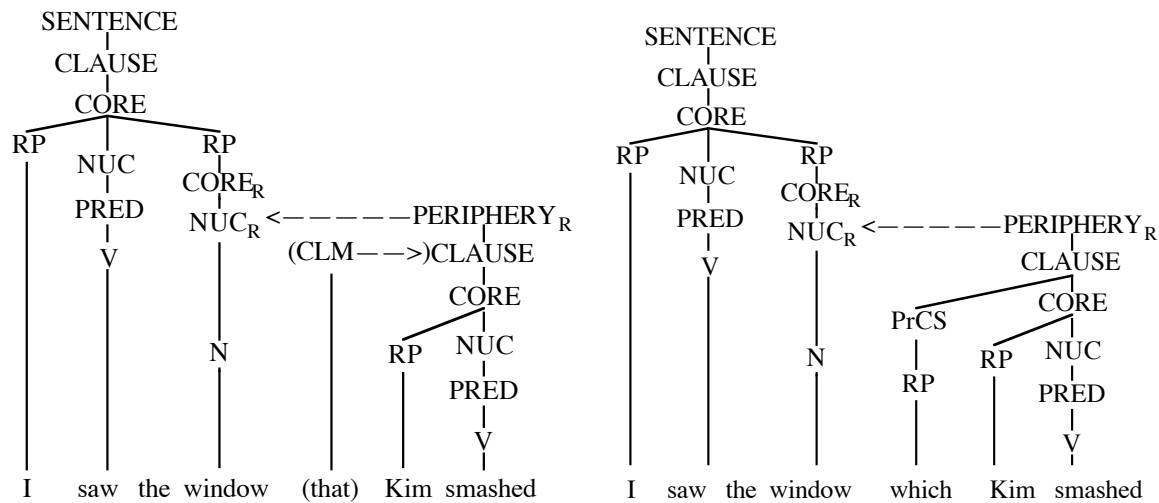 SENTENCE
CLAUSE
CORE
RP RP
NUC CORE_R
PRED NUC_R <– – – – – –PERIPHERY_R
V (CLM– – >)CLAUSE
CORE
N RP NUC
PRED
V
I saw the window (that) Kim smashed
SENTENCE
CLAUSE
CORE
RP RP
NUC CORE_R
PRED NUC_R <– – – – – –PERIPHERY_R
V CLAUSE
PrCS CORE
N RP NUC
RP PRED
V
I saw the window which Kim smashed